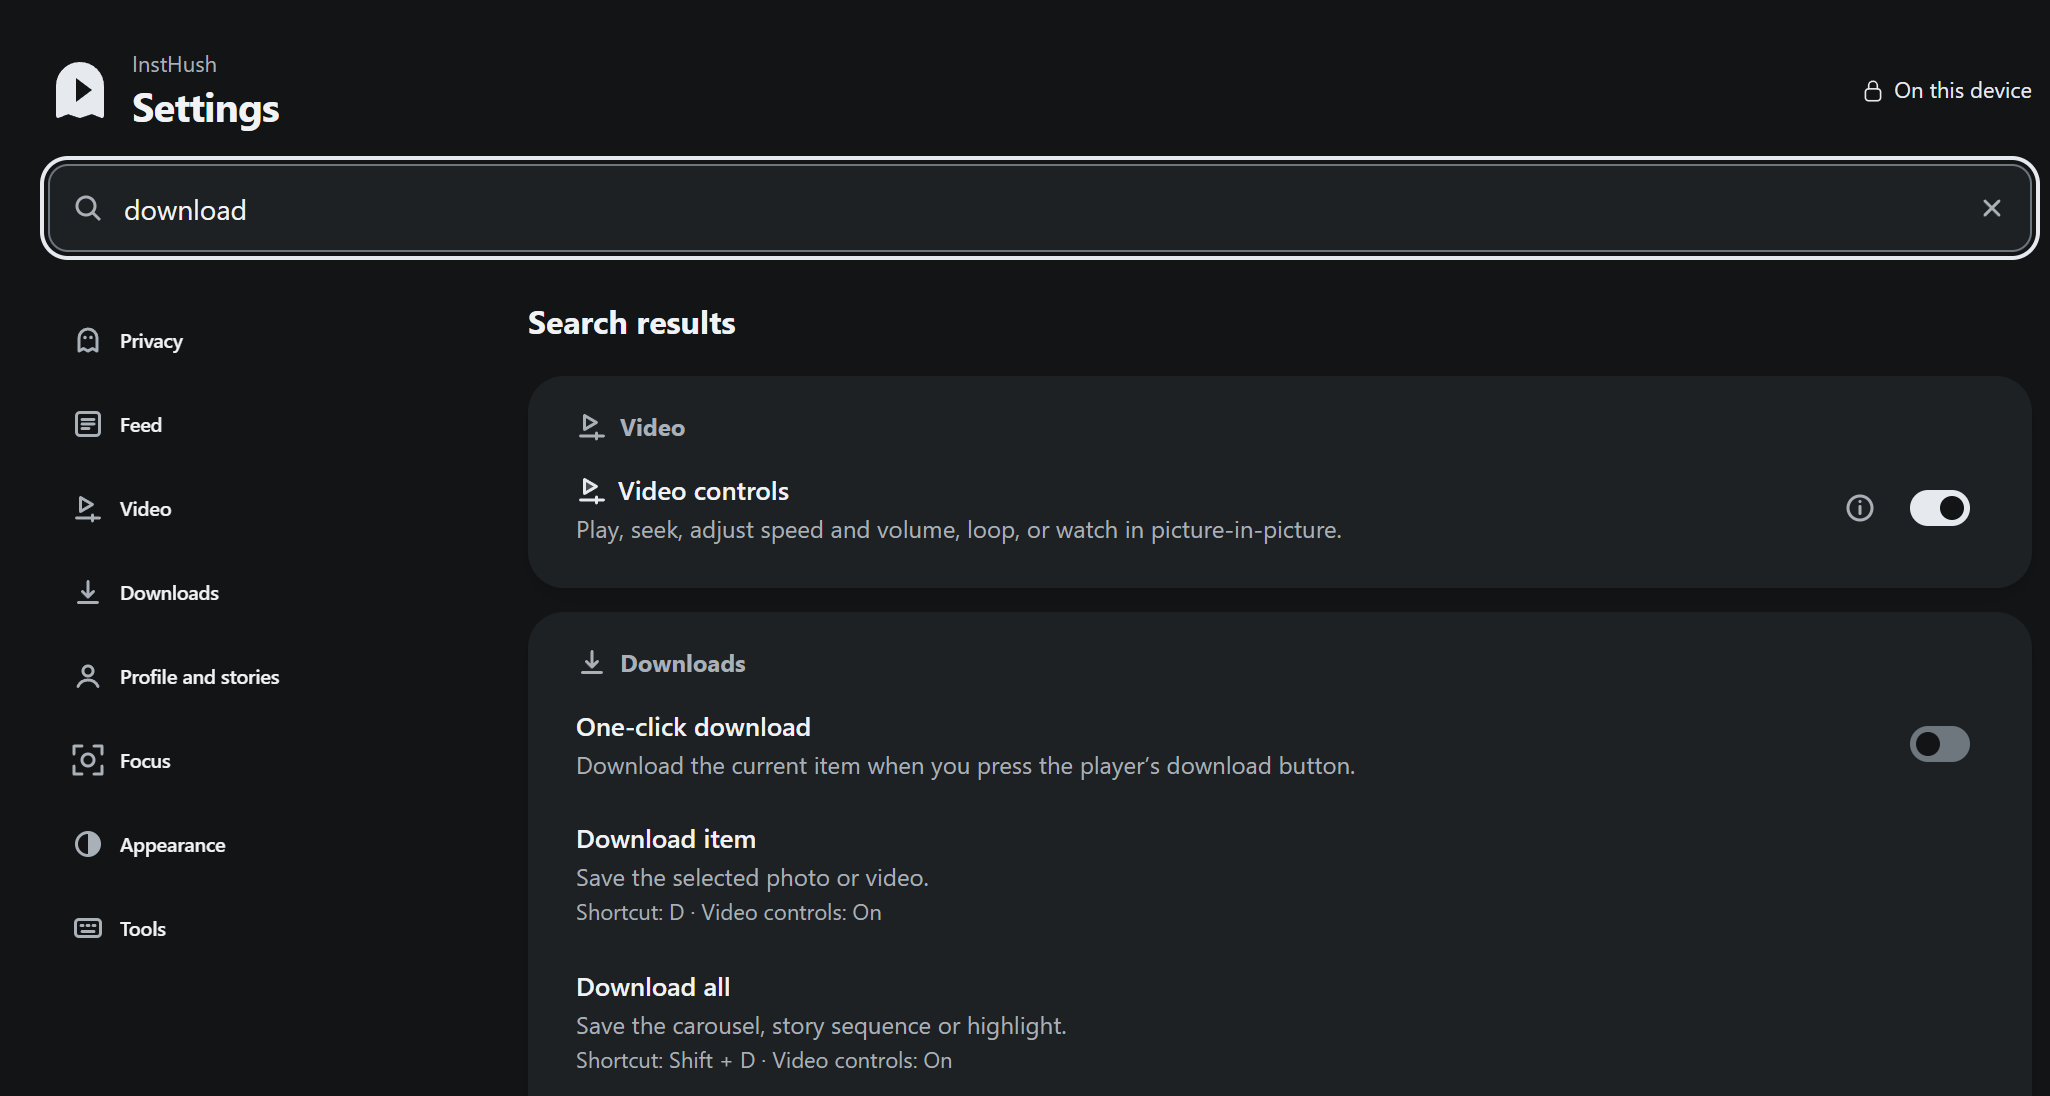 InstHush
Settings
On this device
download
Privacy
Feed
Video
Downloads
Profile and stories
Focus
Appearance
Tools
Search results
Video
Video controls
Play, seek, adjust speed and volume, loop, or watch in picture-in-picture.
Downloads
One-click download
Download the current item when you press the player’s download button.
Download item
Save the selected photo or video.
Shortcut: D · Video controls: On
Download all
Save the carousel, story sequence or highlight.
Shortcut: Shift + D · Video controls: On